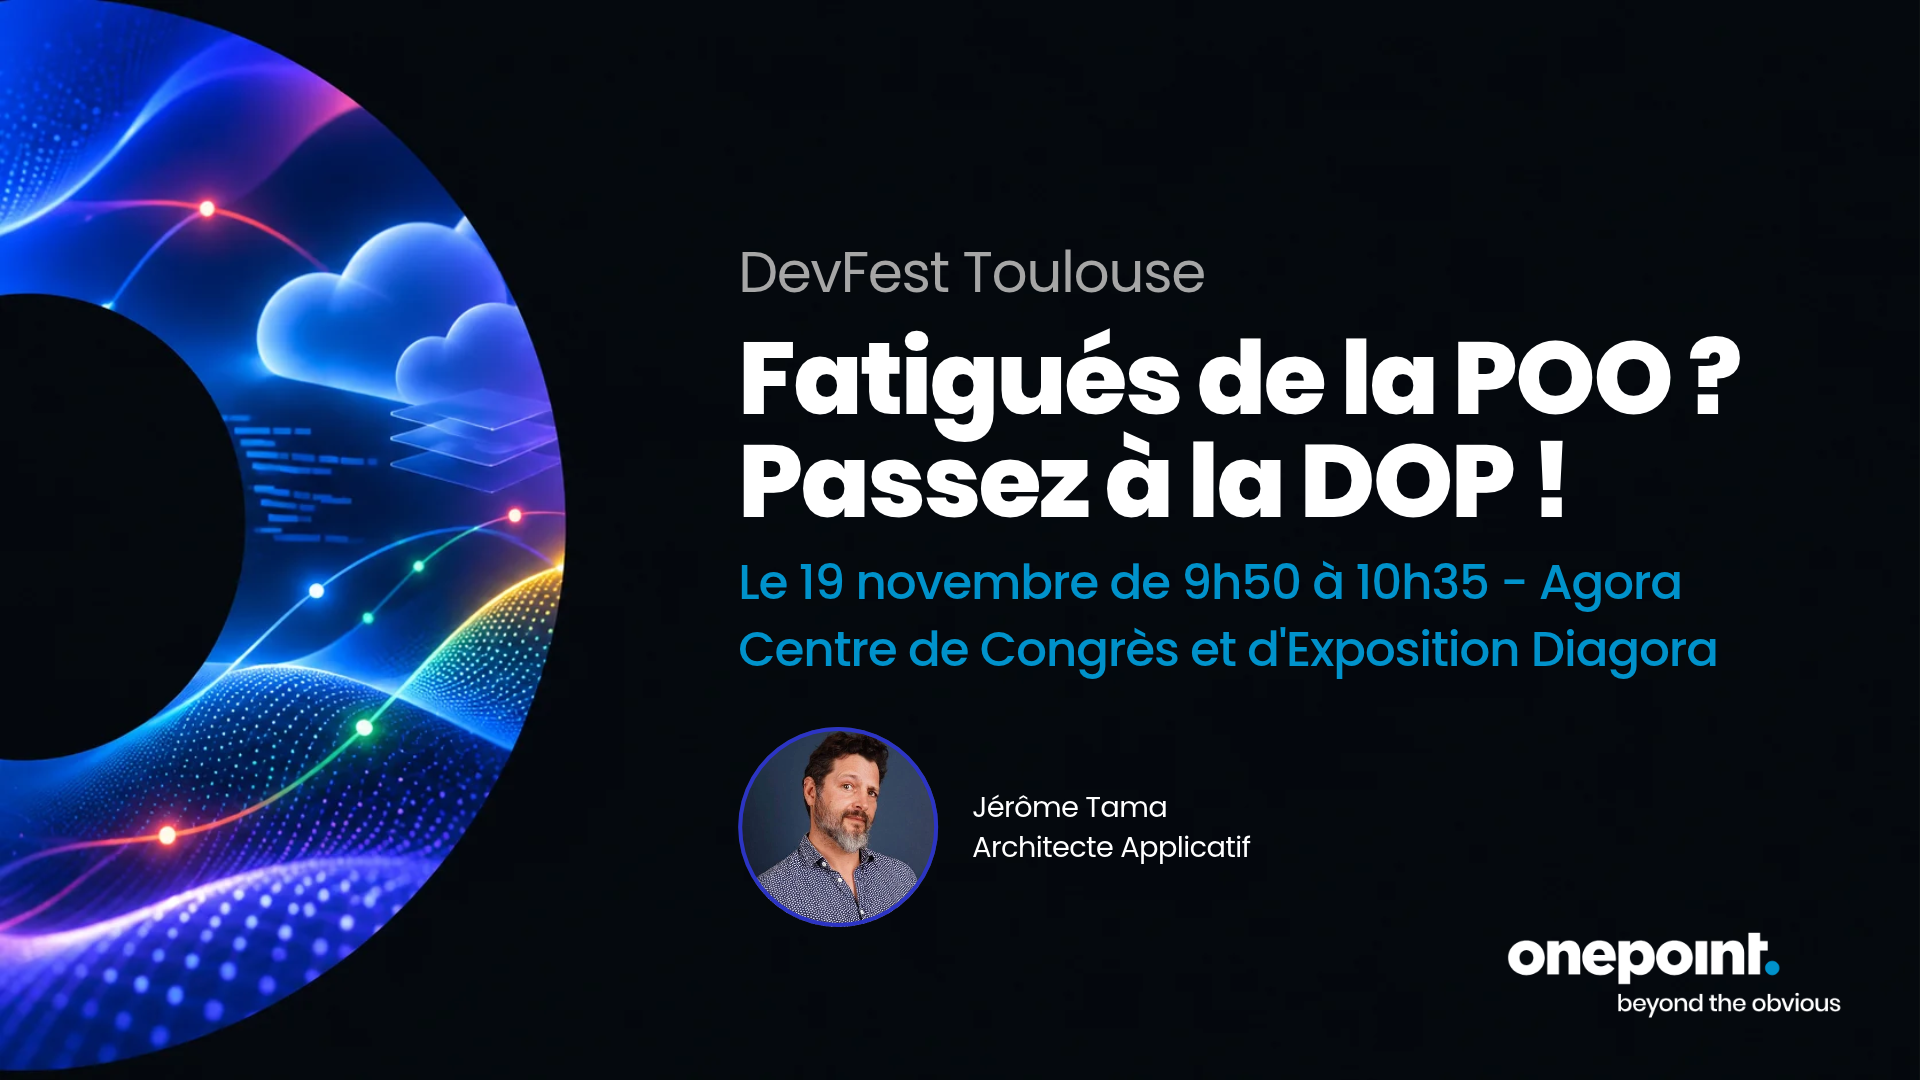 DevFest Toulouse
Fatigués de la POO ?
Passez à la DOP !
Le 19 novembre de 9h50 à 10h35 - Agora
Centre de Congrès et d'Exposition Diagora
Jérôme Tama
Architecte Applicatif
onepoint.
beyond the obvious